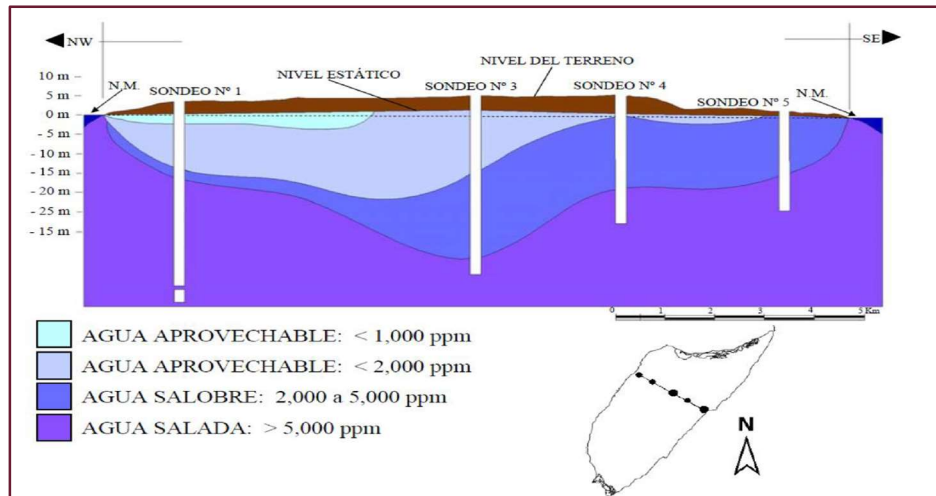 NW
SE
NIVEL DEL TERRENO
NIVEL ESTÁTICO
10 m
N.M.
SONDEO Nº 1
SONDEO Nº 3
SONDEO Nº 4
N.M.
5 m
SONDEO Nº 5
0 m
- 5 m
- 10 m
- 15 m
- 20 m
- 25 m
- 15 m
0 1 2 3 4 5 Km
AGUA APROVECHABLE: < 1,000 ppm
AGUA APROVECHABLE: < 2,000 ppm
AGUA SALOBRE: 2,000 a 5,000 ppm
AGUA SALADA: > 5,000 ppm
N